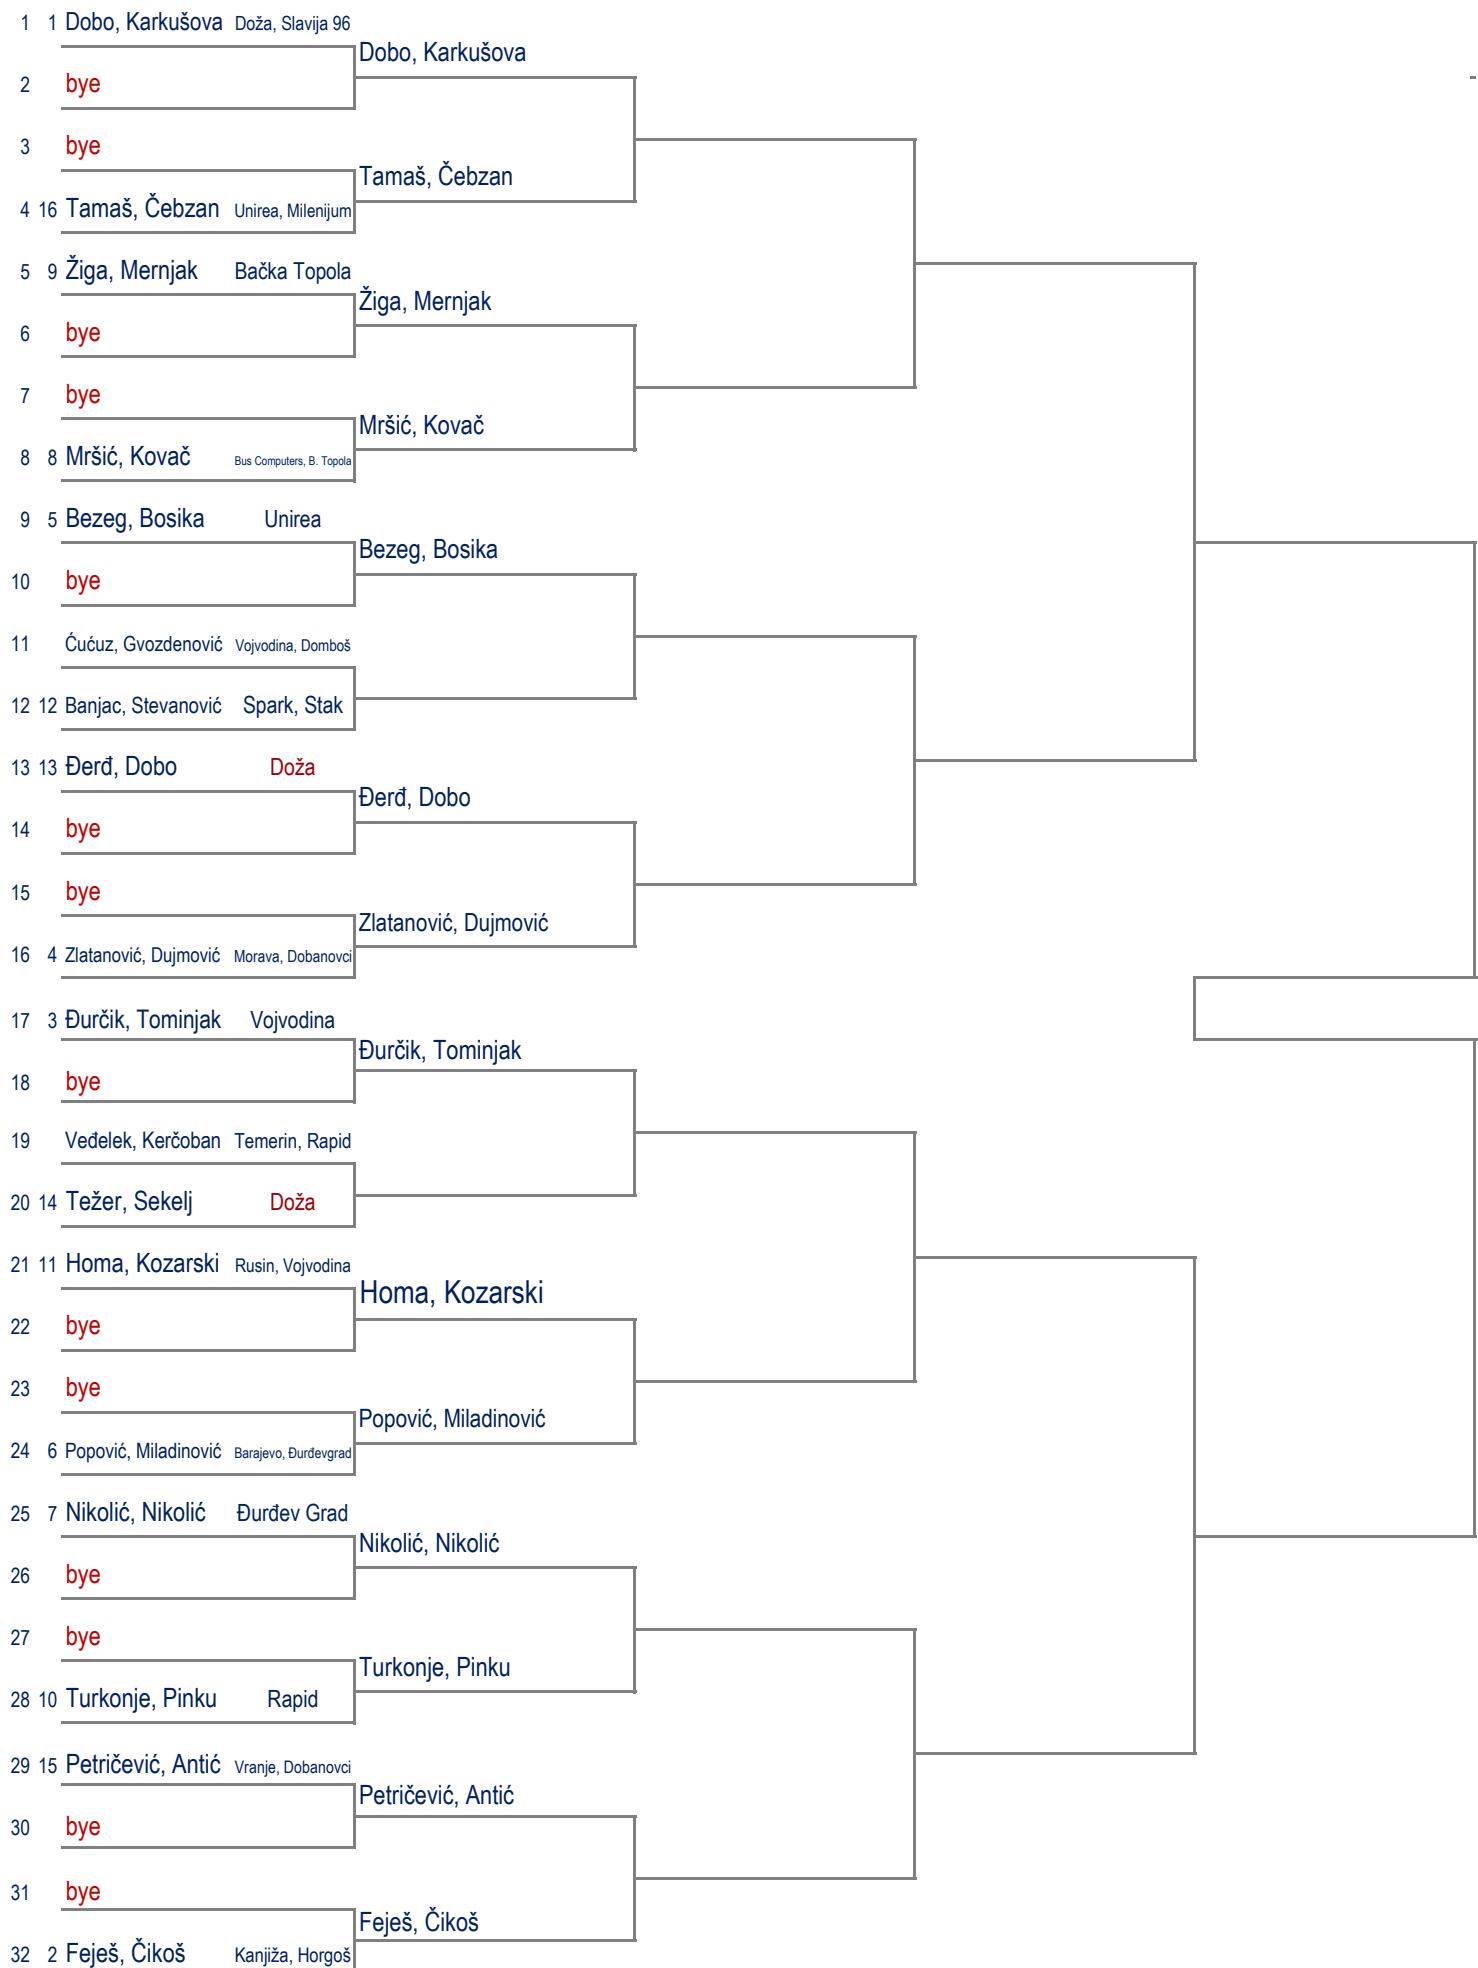 1 1 Dobo, Karkušova Doža, Slavija 96
Dobo, Karkušova
2 bye
3 bye
Tamaš, Čebzan
4 16 Tamaš, Čebzan Unirea, Milenijum
5 9 Žiga, Mernjak Bačka Topola
Žiga, Mernjak
6 bye
7 bye
Mršić, Kovač
8 8 Mršić, Kovač Bus Computers, B. Topola
9 5 Bezeg, Bosika Unirea
Bezeg, Bosika
10 bye
11 Ćućuz, Gvozdenović Vojvodina, Domboš
12 12 Banjac, Stevanović Spark, Stak
13 13 Đerđ, Dobo Doža
Đerđ, Dobo
14 bye
15 bye
Zlatanović, Dujmović
16 4 Zlatanović, Dujmović Morava, Dobanovci
17 3 Đurčik, Tominjak Vojvodina
Đurčik, Tominjak
18 bye
19 Veđelek, Kerčoban Temerin, Rapid
20 14 Težer, Sekelj Doža
21 11 Homa, Kozarski Rusin, Vojvodina
Homa, Kozarski
22 bye
23 bye
Popović, Miladinović
24 6 Popović, Miladinović Barajevo, Đurđevgrad
25 7 Nikolić, Nikolić Đurđev Grad
Nikolić, Nikolić
26 bye
27 bye
Turkonje, Pinku
28 10 Turkonje, Pinku Rapid
29 15 Petričević, Antić Vranje, Dobanovci
Petričević, Antić
30 bye
31 bye
Feješ, Čikoš
32 2 Feješ, Čikoš Kanjiža, Horgoš